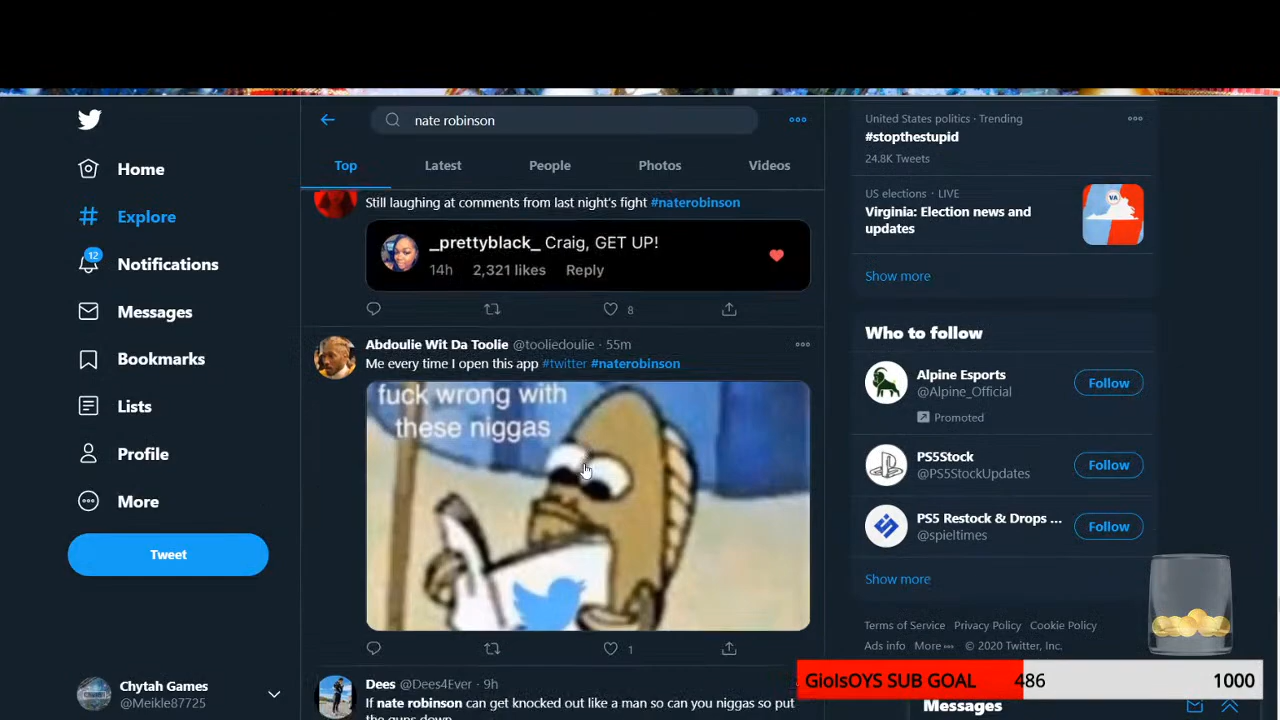 nate robinson
Home
Explore
12
Notifications
Messages
Bookmarks
Lists
Profile
More
Tweet
Chytah Games
@Meikle87725
Top
Latest
People
Photos
Videos
Still laughing at comments from last night's fight #naterobinson
_prettyblack_ Craig, GET UP!
14h 2,321 likes Reply
8
Abdoulie Wit Da Toolie @tooliedoulie · 55m
Me every time I open this app #twitter #naterobinson
fuck wrong with
these niggas
1
Dees @Dees4Ever · 9h
If nate robinson can get knocked out like a man so can you niggas so put
the guns down
United States politics · Trending
#stopthestupid
24.8K Tweets
US elections · LIVE
Virginia: Election news and
updates
VA
Show more
Who to follow
Alpine Esports
@Alpine_Official
Follow
Promoted
PS5Stock
@PS5StockUpdates
Follow
PS5 Restock & Drops ...
@spieltimes
Follow
Show more
Terms of Service Privacy Policy Cookie Policy
Ads info More © 2020 Twitter, Inc.
GioIsOYS SUB GOAL 486 1000
Messages